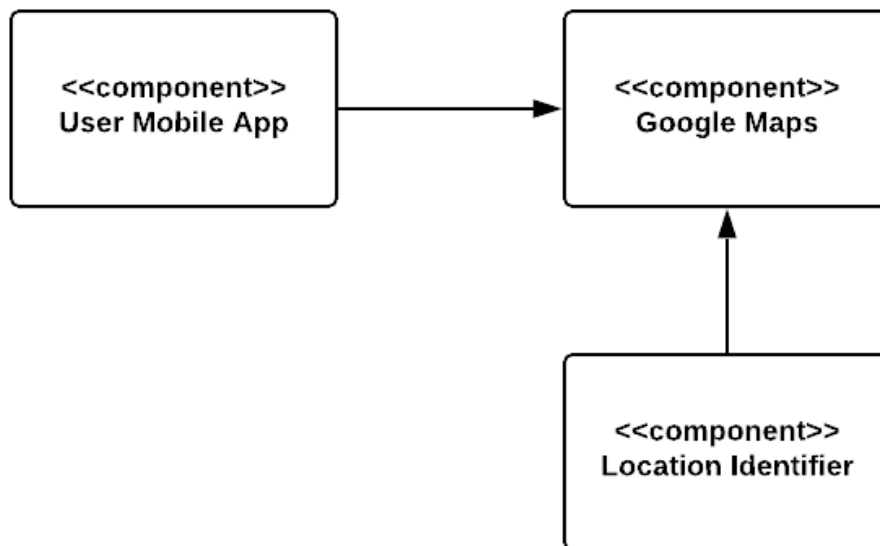 <<component>>
User Mobile App
<<component>>
Google Maps
<<component>>
Location Identifier